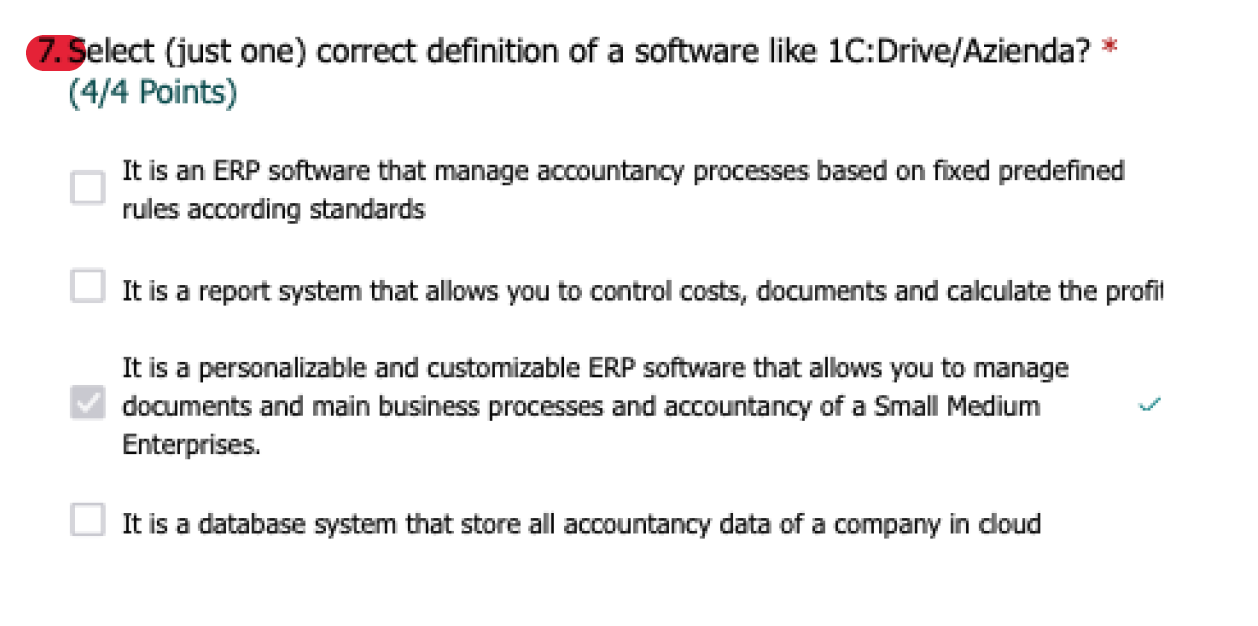 7. Select (just one) correct definition of a software like 1C:Drive/Azienda? *
(4/4 Points)
It is an ERP software that manage accountancy processes based on fixed predefined
rules according standards
It is a report system that allows you to control costs, documents and calculate the profit
It is a personalizable and customizable ERP software that allows you to manage
documents and main business processes and accountancy of a Small Medium
Enterprises.
It is a database system that store all accountancy data of a company in cloud